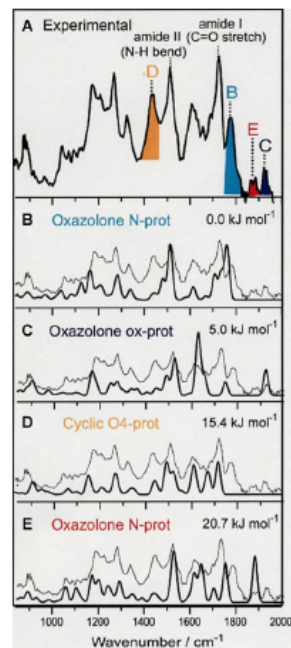 A Experimental
amide II
(N-H bend)
amide I
(C=O stretch)
D
B
E
C
B Oxazolone N-prot 0.0 kJ mol⁻¹
C Oxazolone ox-prot 5.0 kJ mol⁻¹
D Cyclic O4-prot 15.4 kJ mol⁻¹
E Oxazolone N-prot 20.7 kJ mol⁻¹
1000 1200 1400 1600 1800 2000
Wavenumber / cm⁻¹